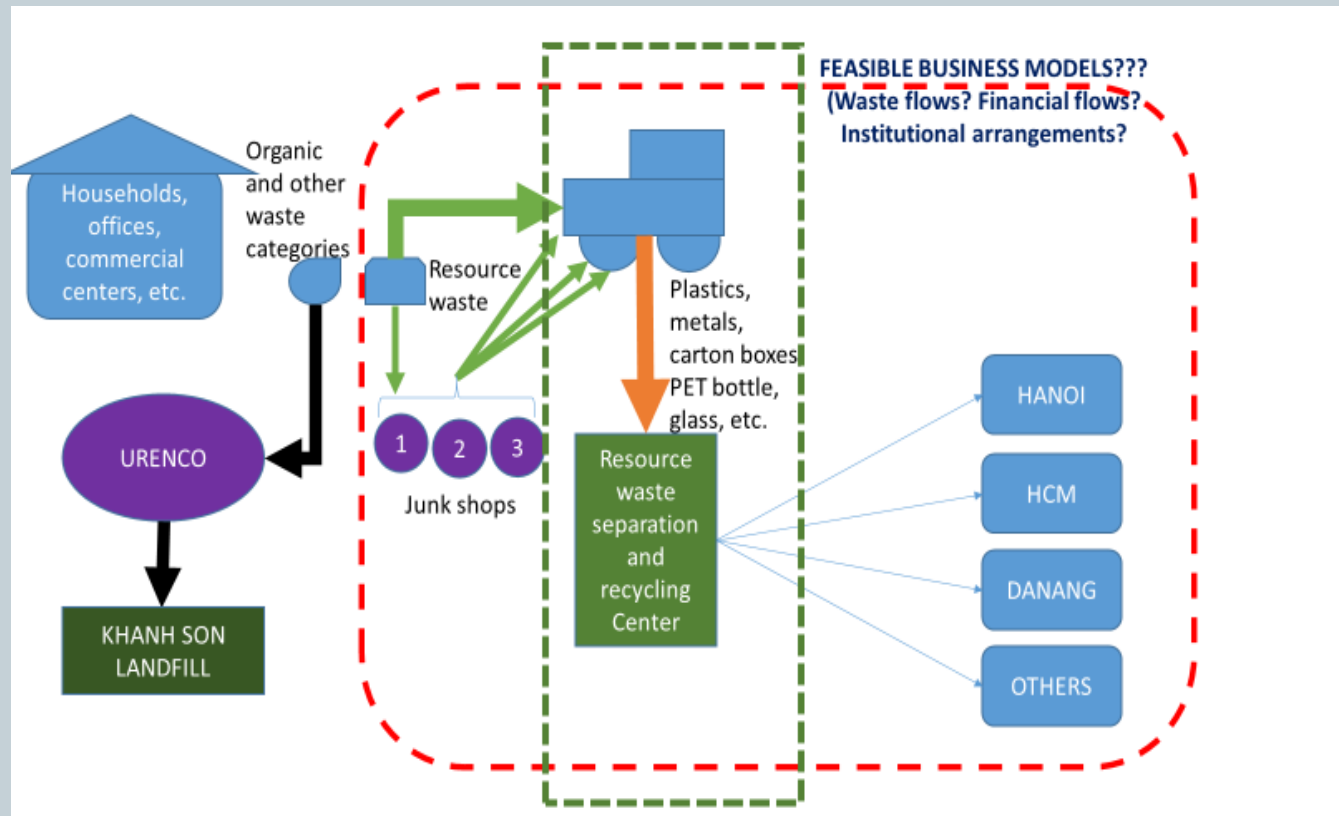 FEASIBLE BUSINESS MODELS???
(Waste flows? Financial flows?
Institutional arrangements?
Households,
offices,
commercial
centers, etc.
Organic
and other
waste
categories
Resource
waste
Plastics,
metals,
carton boxes
PET bottle,
glass, etc.
URENCO
1
2
3
Junk shops
KHANH SON
LANDFILL
Resource
waste
separation
and
recycling
Center
HANOI
HCM
DANANG
OTHERS